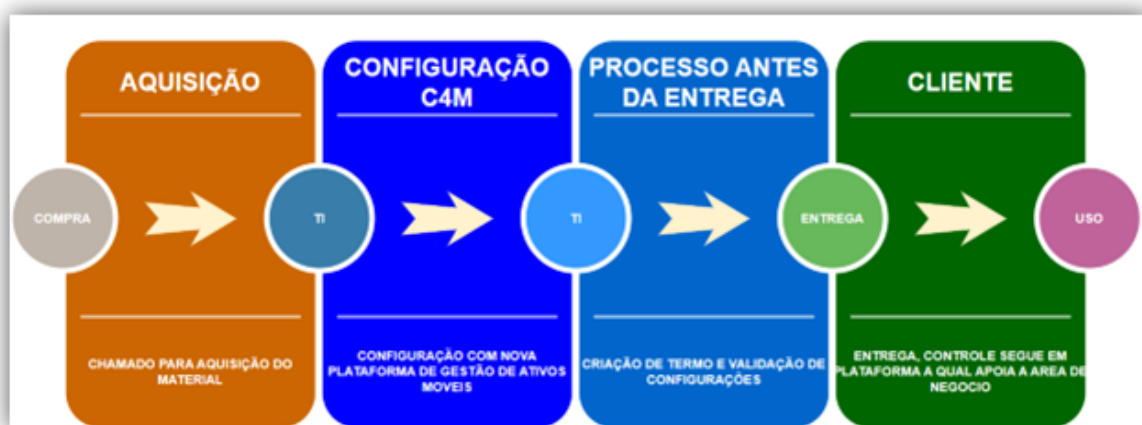 AQUISIÇÃO
CONFIGURAÇÃO
C4M
PROCESSO ANTES
DA ENTREGA
CLIENTE
COMPRA
TI
TI
ENTREGA
USO
CHAMADO PARA AQUISIÇÃO DO
MATERIAL
CONFIGURAÇÃO COM NOVA
PLATAFORMA DE GESTÃO DE ATIVOS
MOVEIS
CRIAÇÃO DE TERMO E VALIDAÇÃO DE
CONFIGURAÇÕES
ENTREGA, CONTROLE SEGUE EM
PLATAFORMA A QUAL APOIA A AREA DE
NEGOCIO